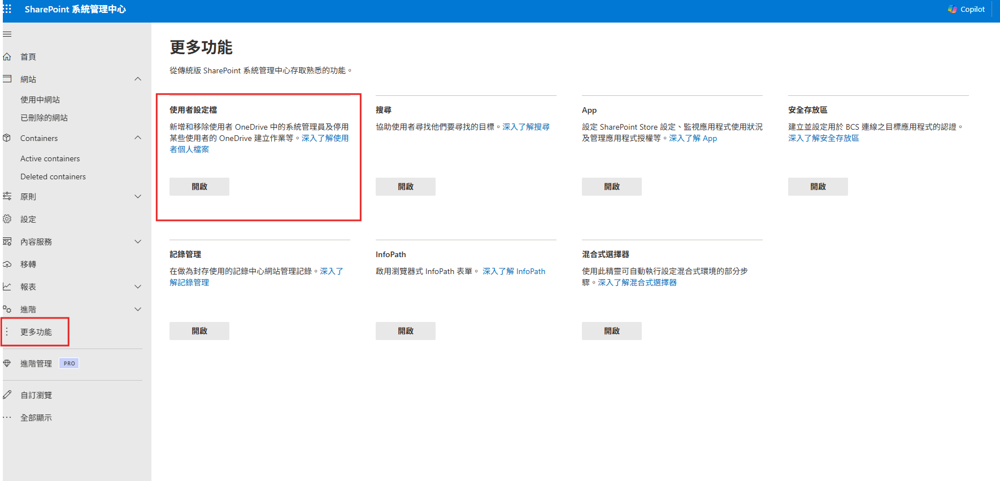 SharePoint 系統管理中心
Copilot
首頁
網站
使用中網站
已刪除的網站
Containers
Active containers
Deleted containers
原則
設定
內容服務
移轉
報表
進階
更多功能
進階管理 PRO
自訂瀏覽
全部顯示
更多功能
從傳統版 SharePoint 系統管理中心存取熟悉的功能。
使用者設定檔
新增和移除使用者 OneDrive 中的系統管理員及停用
某些使用者的 OneDrive 建立作業等。深入了解使用
者個人檔案
開啟
搜尋
協助使用者尋找他們要尋找的目標。深入了解搜尋
開啟
App
設定 SharePoint Store 設定、監視應用程式使用狀況
及管理應用程式授權等。深入了解 App
開啟
安全存放區
建立並設定用於 BCS 連線之目標應用程式的認證。
深入了解安全存放區
開啟
記錄管理
在做為封存使用的記錄中心網站管理記錄。深入了
解記錄管理
開啟
InfoPath
啟用瀏覽器式 InfoPath 表單。 深入了解 InfoPath
開啟
混合式選擇器
使用此精靈可自動執行設定混合式環境的部分步
驟。深入了解混合式選擇器
開啟